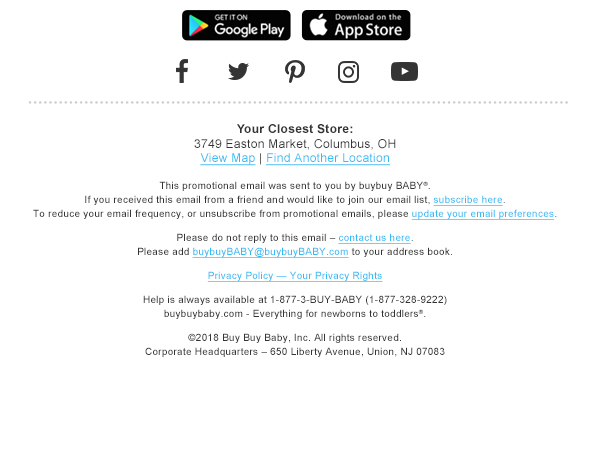 GET IT ON Google Play
Download on the App Store
Your Closest Store:
3749 Easton Market, Columbus, OH
View Map | Find Another Location
This promotional email was sent to you by buybuy BABY®.
If you received this email from a friend and would like to join our email list, subscribe here.
To reduce your email frequency, or unsubscribe from promotional emails, please update your email preferences.
Please do not reply to this email – contact us here.
Please add buybuyBABY@buybuyBABY.com to your address book.
Privacy Policy — Your Privacy Rights
Help is always available at 1-877-3-BUY-BABY (1-877-328-9222)
buybuybaby.com - Everything for newborns to toddlers®.
©2018 Buy Buy Baby, Inc. All rights reserved.
Corporate Headquarters – 650 Liberty Avenue, Union, NJ 07083